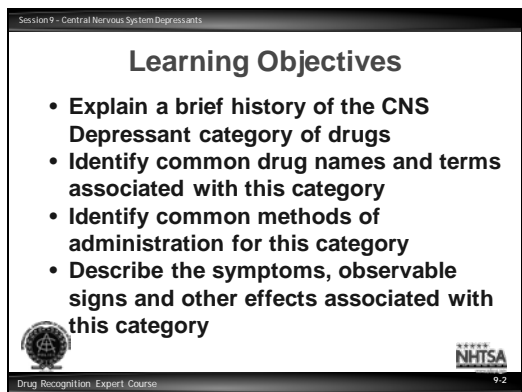 Session 9 - Central Nervous System Depressants
Learning Objectives
• Explain a brief history of the CNS
Depressant category of drugs
• Identify common drug names and terms
associated with this category
• Identify common methods of
administration for this category
• Describe the symptoms, observable
signs and other effects associated with
this category
NHTSA
Drug Recognition Expert Course
9-2